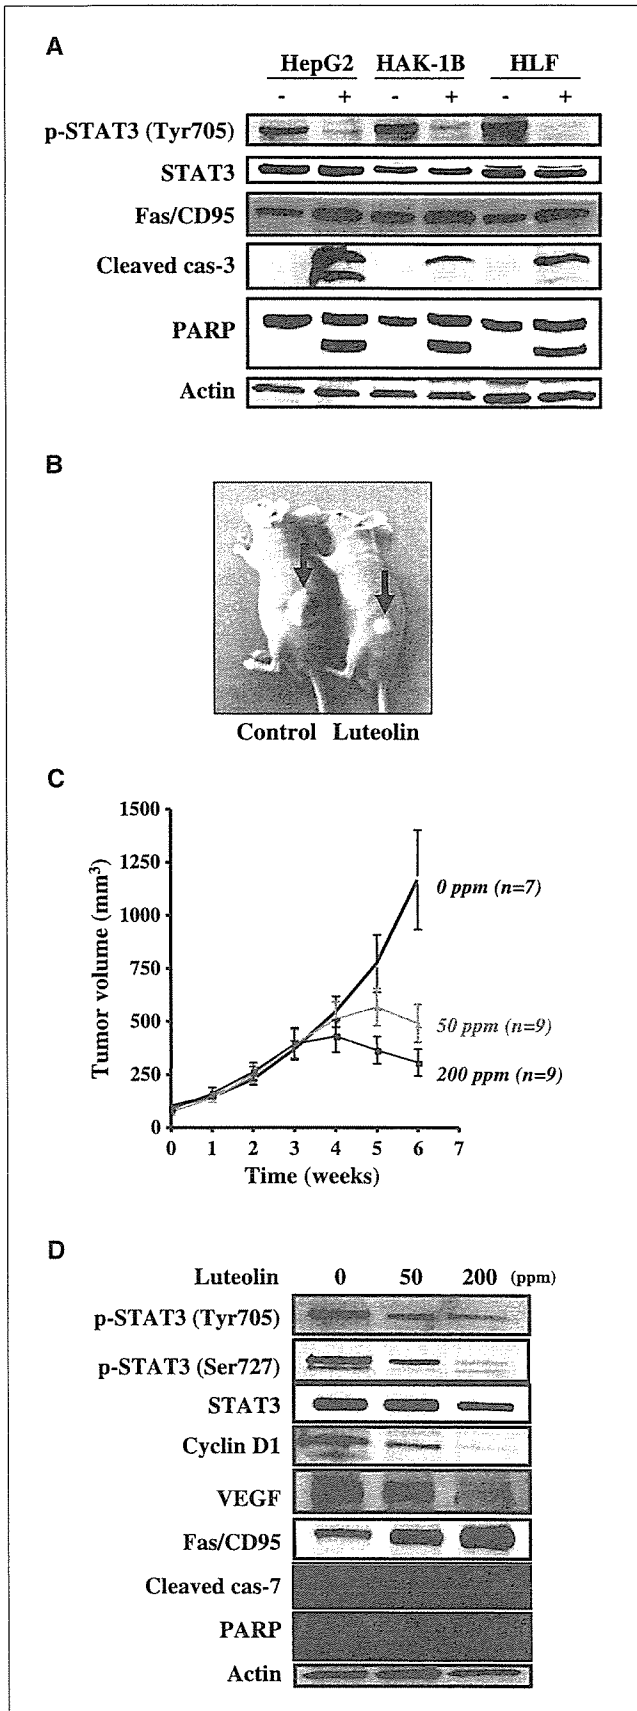 A
HepG2 HAK-1B HLF
- + - + - +
p-STAT3 (Tyr705)
STAT3
Fas/CD95
Cleaved cas-3
PARP
Actin
B
Control Luteolin
C
Tumor volume (mm³)
1500
1250
1000
750
500
250
0
0 1 2 3 4 5 6 7
Time (weeks)
0 ppm (n=7)
50 ppm (n=9)
200 ppm (n=9)
D
Luteolin 0 50 200 (ppm)
p-STAT3 (Tyr705)
p-STAT3 (Ser727)
STAT3
Cyclin D1
VEGF
Fas/CD95
Cleaved cas-7
PARP
Actin